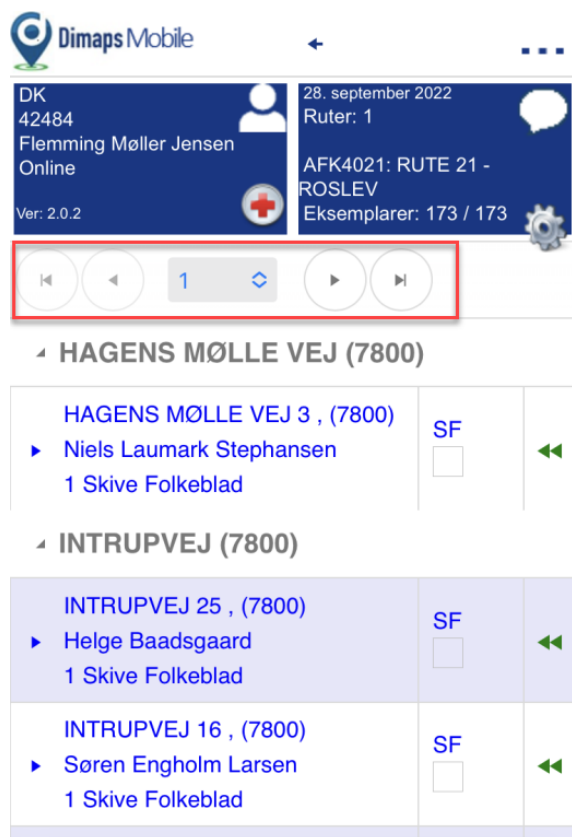 Dimaps Mobile
DK
42484
Flemming Møller Jensen
Online
Ver: 2.0.2
28. september 2022
Ruter: 1
AFK4021: RUTE 21 -
ROSLEV
Eksemplarer: 173 / 173
1
HAGENS MØLLE VEJ (7800)
HAGENS MØLLE VEJ 3 , (7800)
Niels Laumark Stephansen
1 Skive Folkeblad
SF
INTRUPVEJ (7800)
INTRUPVEJ 25 , (7800)
Helge Baadsgaard
1 Skive Folkeblad
SF
INTRUPVEJ 16 , (7800)
Søren Engholm Larsen
1 Skive Folkeblad
SF